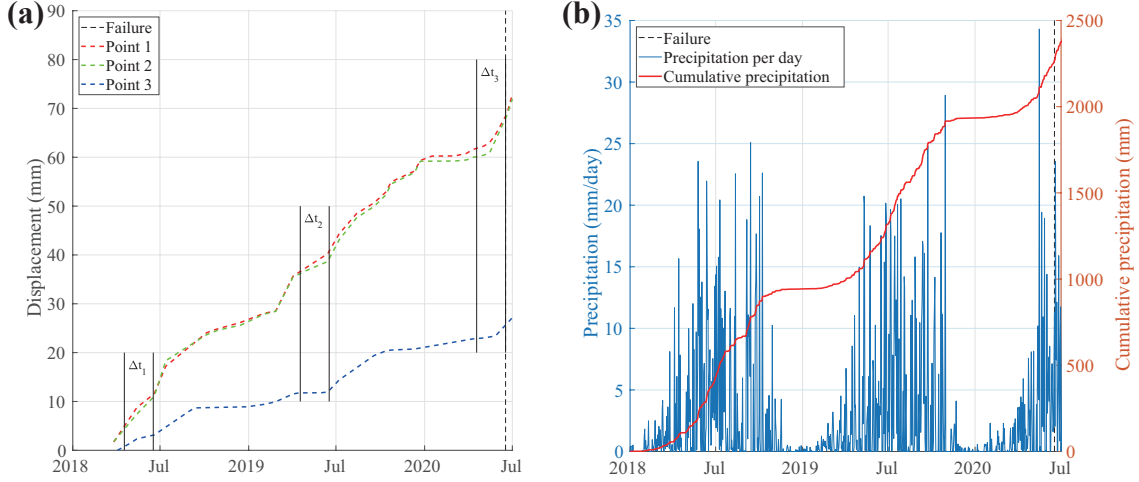 (a)
90
80
70
60
50
40
30
20
10
0
Displacement (mm)
Failure
Point 1
Point 2
Point 3
Δt1
Δt2
Δt3
2018 Jul 2019 Jul 2020 Jul
(b)
35
30
25
20
15
10
5
0
Precipitation (mm/day)
Failure
Precipitation per day
Cumulative precipitation
2500
2000
1500
1000
500
0
Cumulative precipitation (mm)
2018 Jul 2019 Jul 2020 Jul